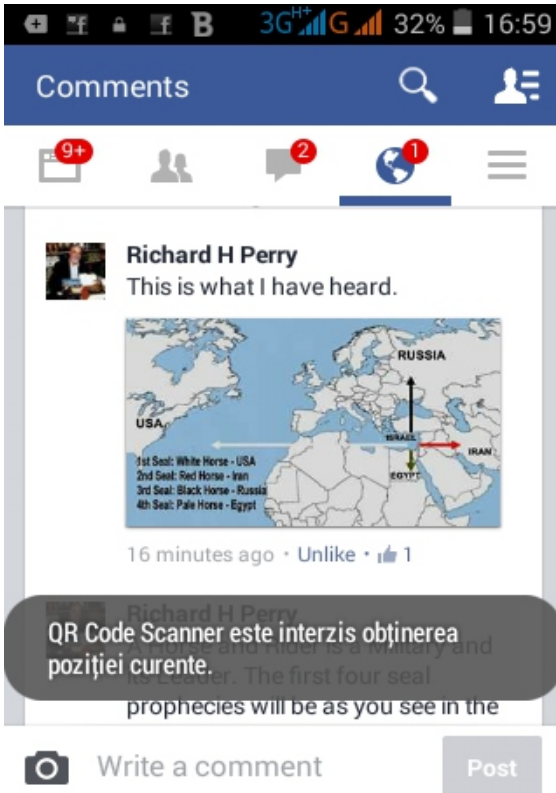 3G H+ G 32% 16:59
Comments
9+ 2 1
Richard H Perry
This is what I have heard.
RUSSIA
USA
ISRAEL
IRAN
EGYPT
1st Seal: White Horse - USA
2nd Seal: Red Horse - Iran
3rd Seal: Black Horse - Russia
4th Seal: Pale Horse - Egypt
16 minutes ago · Unlike · 1
Richard H Perry
A Horse and Rider is a Military and
its Leader. The first four seal
prophecies will be as you see in the
QR Code Scanner este interzis obținerea
poziției curente.
Write a comment
Post